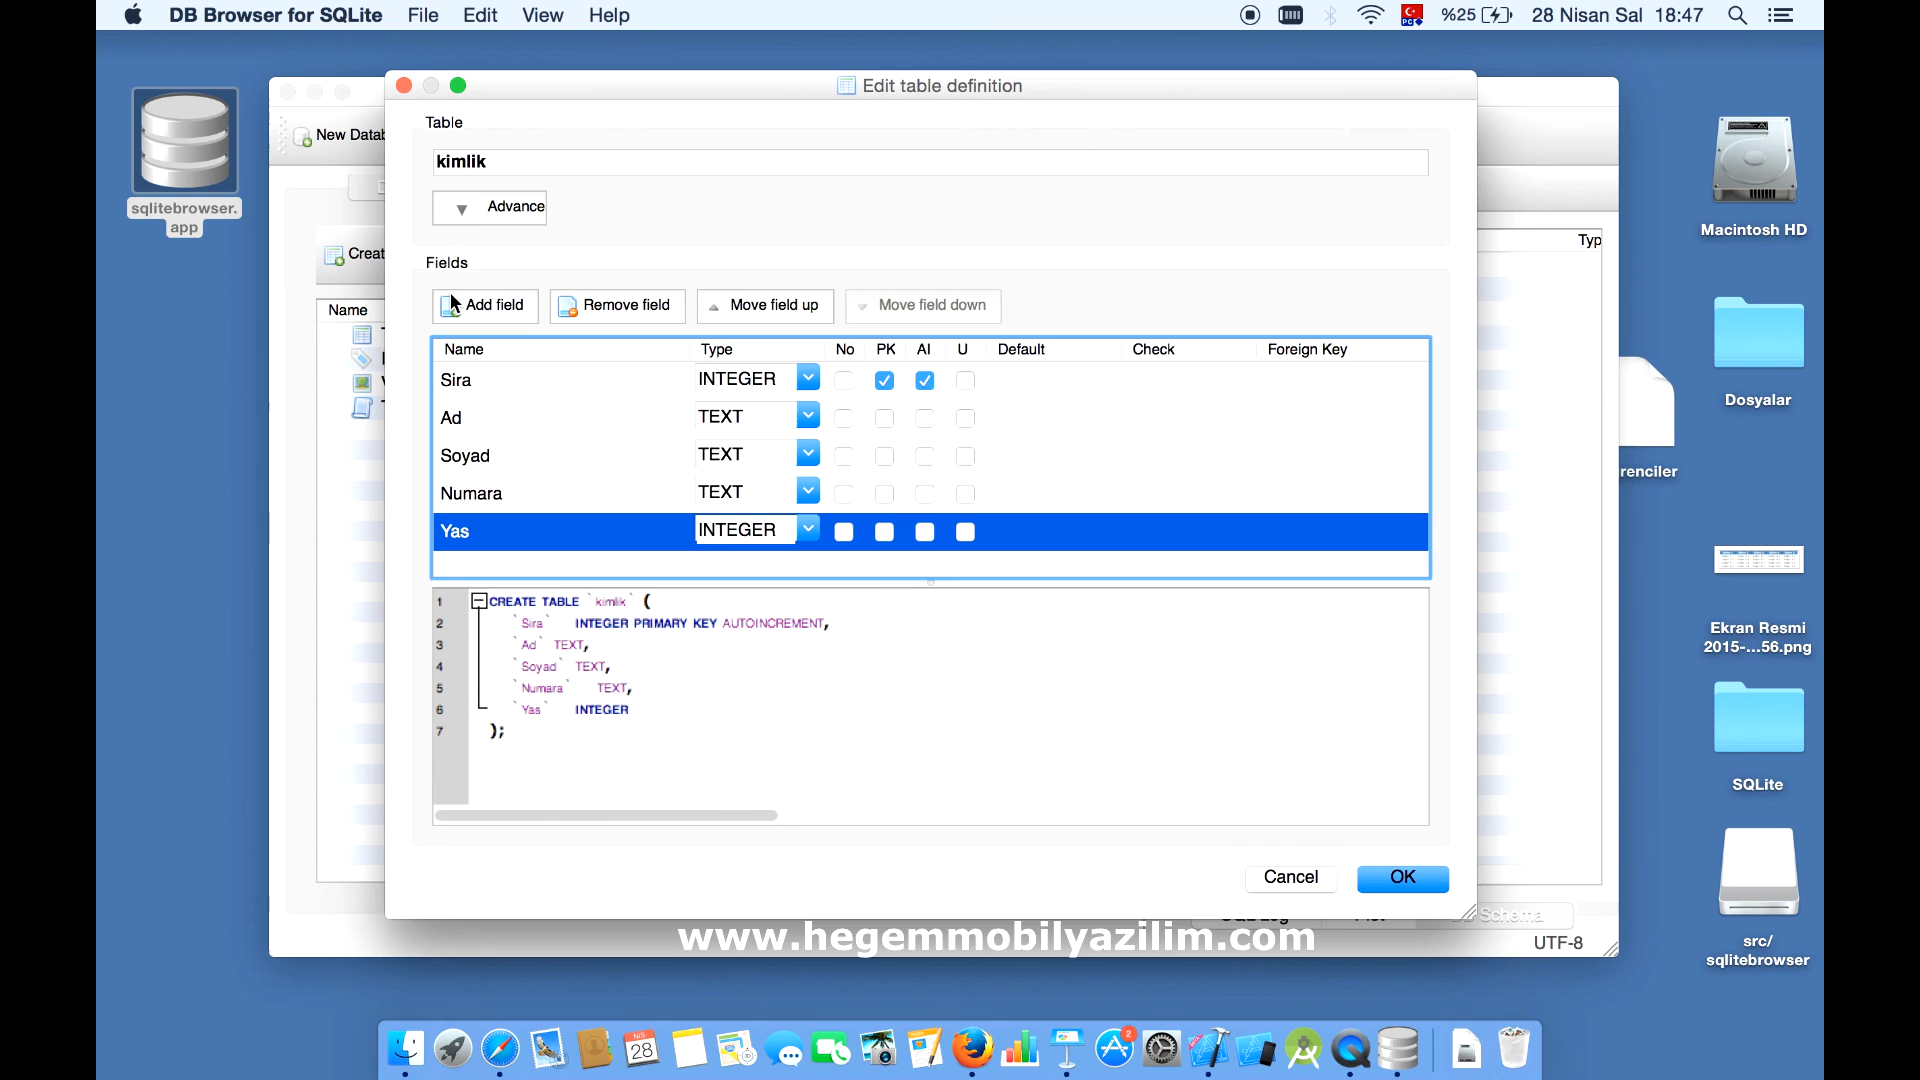 DB Browser for SQLite File Edit View Help
%25 28 Nisan Sal 18:47
Edit table definition
sqlitebrowser.
app
New Datab
Table
kimlik
Advance
Creat
Fields
Add field Remove field Move field up Move field down
Name
Name Type No PK AI U Default Check Foreign Key
Sira INTEGER
Ad TEXT
Soyad TEXT
Numara TEXT
Yas INTEGER
1 CREATE TABLE `kimlik` (
2 `Sira` INTEGER PRIMARY KEY AUTOINCREMENT,
3 `Ad` TEXT,
4 `Soyad` TEXT,
5 `Numara` TEXT,
6 `Yas` INTEGER
7 );
Cancel OK
Typ
Schema
UTF-8
www.hegemmobilyazilim.com
Macintosh HD
Dosyalar
renciler
Ekran Resmi
2015-...56.png
SQLite
src/
sqlitebrowser
NIS
28
2